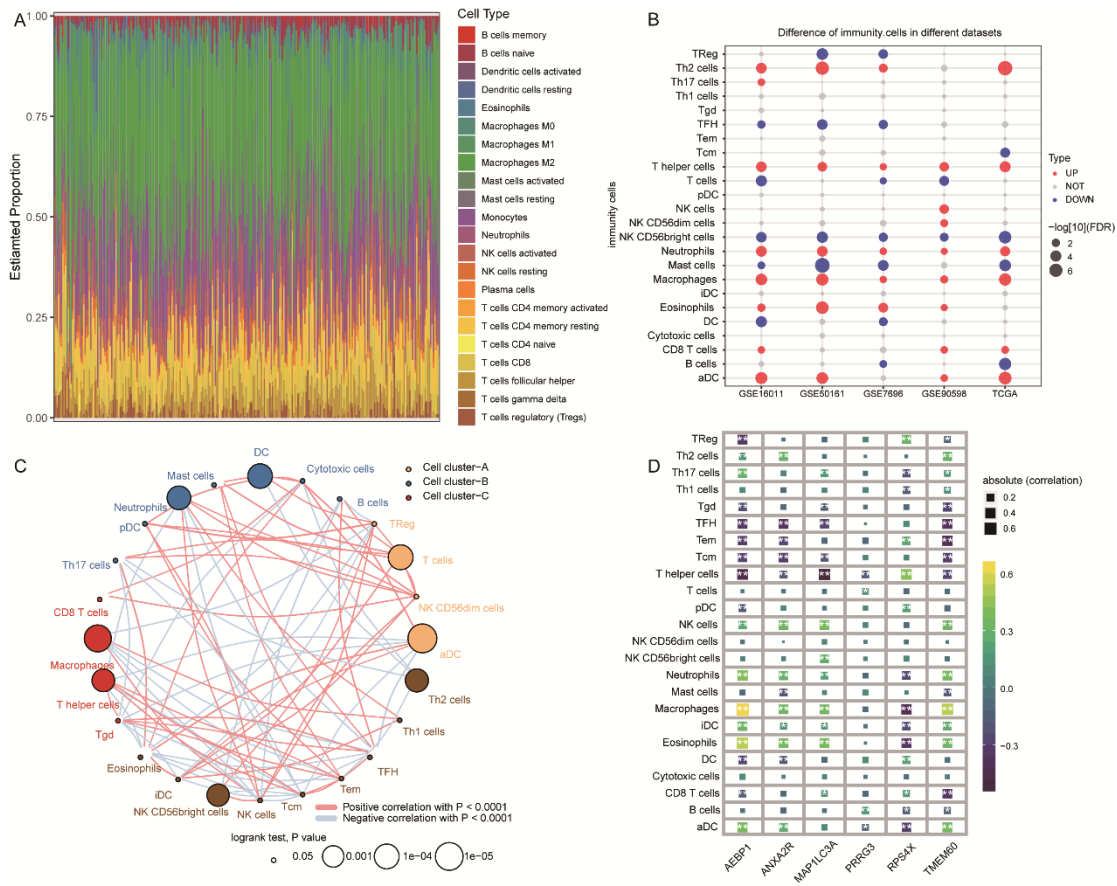 A
Cell Type
B cells memory
B cells naive
Dendritic cells activated
Dendritic cells resting
Eosinophils
Macrophages M0
Macrophages M1
Macrophages M2
Mast cells activated
Mast cells resting
Monocytes
Neutrophils
NK cells activated
NK cells resting
Plasma cells
T cells CD4 memory activated
T cells CD4 memory resting
T cells CD4 naive
T cells CD8
T cells follicular helper
T cells gamma delta
T cells regulatory (Tregs)
Estiamted Proportion
1.00
0.75
0.50
0.25
0.00
B
Difference of immunity.cells in different datasets
immunity cells
TReg
Th2 cells
Th17 cells
Th1 cells
Tgd
TFH
Tem
Tcm
T helper cells
T cells
pDC
NK cells
NK CD56dim cells
NK CD56bright cells
Neutrophils
Mast cells
Macrophages
iDC
Eosinophils
DC
Cytotoxic cells
CD8 T cells
B cells
aDC
GSE16011 GSE50161 GSE7696 GSE90598 TCGA
Type
UP
NOT
DOWN
−log[10](FDR)
2
4
6
C
Cell cluster-A
Cell cluster-B
Cell cluster-C
DC
Cytotoxic cells
B cells
TReg
T cells
NK CD56dim cells
aDC
Th2 cells
Th1 cells
TFH
Tem
Tcm
NK cells
NK CD56bright cells
iDC
Eosinophils
Tgd
T helper cells
Macrophages
CD8 T cells
Th17 cells
pDC
Neutrophils
Mast cells
Positive correlation with P < 0.0001
Negative correlation with P < 0.0001
logrank test, P value
0.05 0.001 1e−04 1e−05
D
TReg ** ** *
Th2 cells ** ** **
Th17 cells ** ** ** *
Th1 cells ** *
Tgd ** ** **
TFH ** ** ** **
Tem ** ** **
Tcm ** ** ** **
T helper cells ** ** ** ** ** **
T cells *
pDC ** **
NK cells ** ** ** **
NK CD56dim cells
NK CD56bright cells **
Neutrophils ** ** * ** **
Mast cells ** **
Macrophages ** ** ** ** **
iDC ** * * ** **
Eosinophils ** ** ** ** **
DC ** ** **
Cytotoxic cells
CD8 T cells ** * * **
B cells ** * *
aDC ** ** * ** **
AEBP1 ANXA2R MAP1LC3A PRRG3 RPS4X TMEM60
absolute (correlation)
0.2
0.4
0.6
0.6
0.3
0.0
−0.3